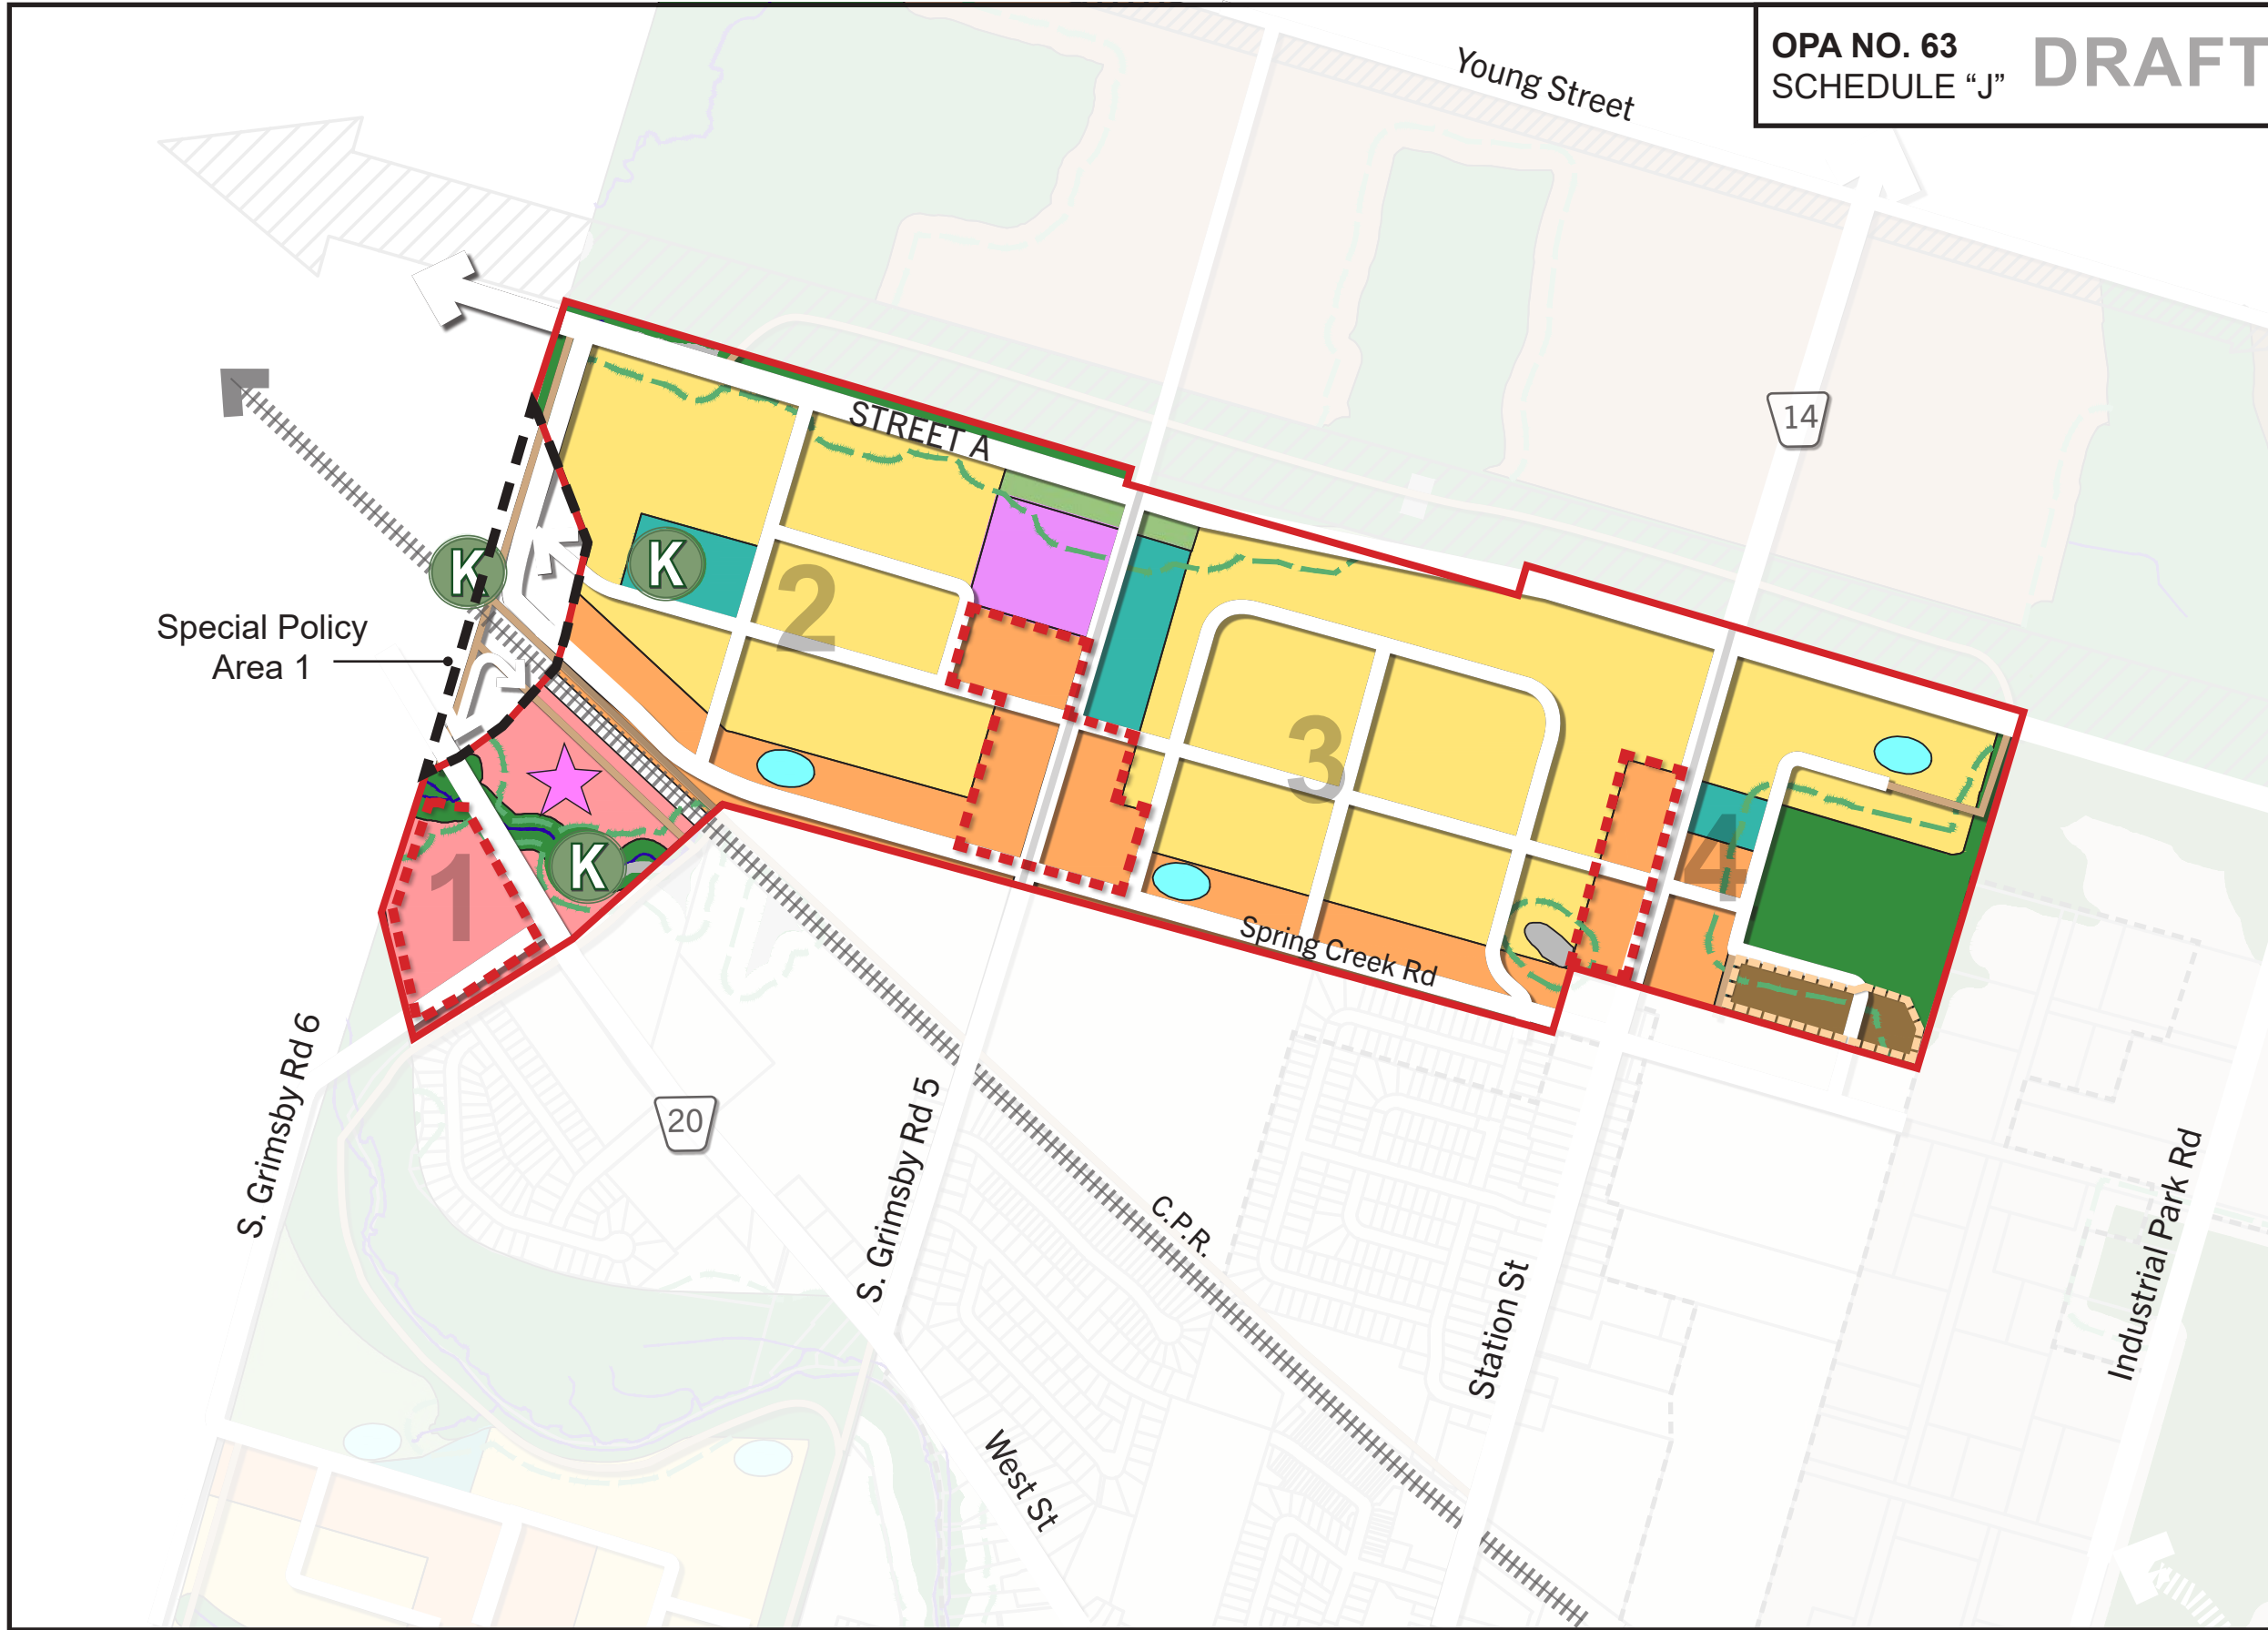 OPA NO. 63
SCHEDULE “J”
DRAFT
Young Street
14
STREET A
K
K
2
Special Policy
Area 1
3
4
K
1
Spring Creek Rd
S. Grimsby Rd 6
20
S. Grimsby Rd 5
C.P.R.
Station St
Industrial Park Rd
West St